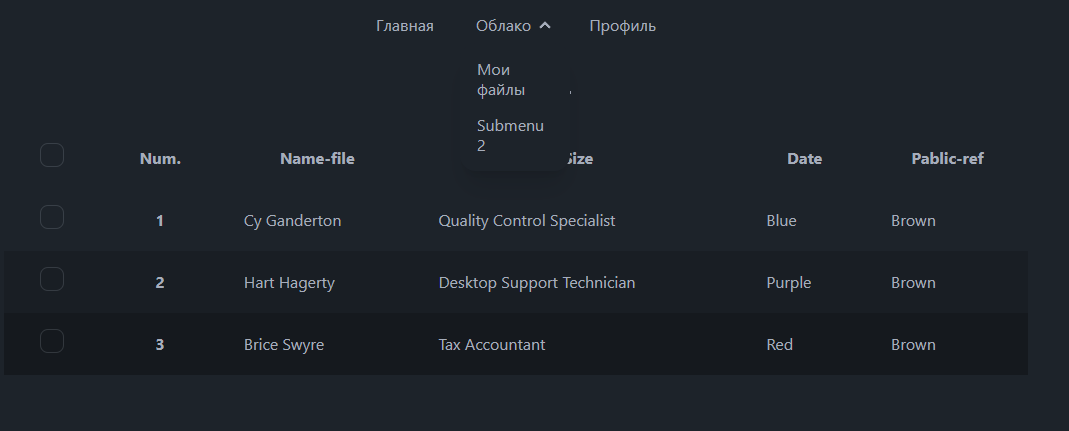 Главная Облако Профиль
Мои
файлы
Submenu
2
Num. Name-file Size Date Pablic-ref
1 Cy Ganderton Quality Control Specialist Blue Brown
2 Hart Hagerty Desktop Support Technician Purple Brown
3 Brice Swyre Tax Accountant Red Brown